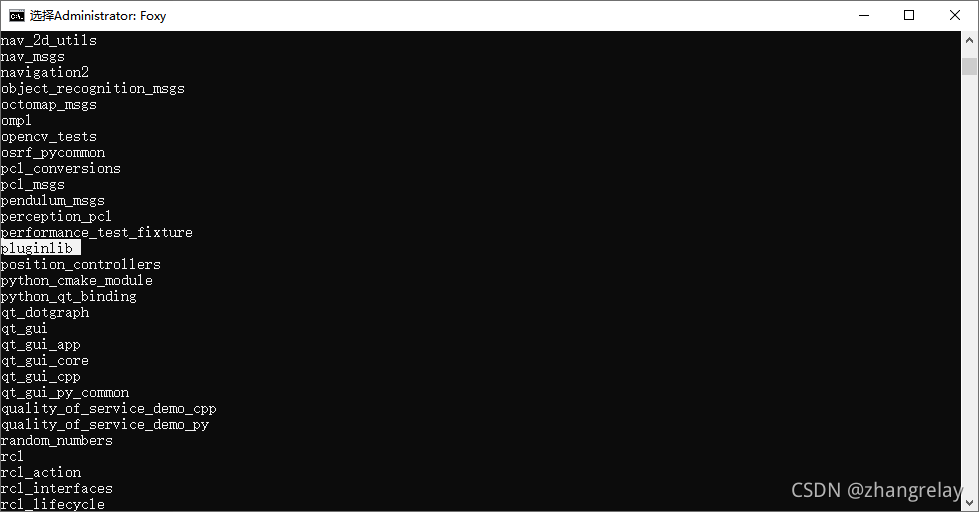 选择Administrator: Foxy
nav_2d_utils
nav_msgs
navigation2
object_recognition_msgs
octomap_msgs
ompl
opencv_tests
osrf_pycommon
pcl_conversions
pcl_msgs
pendulum_msgs
perception_pcl
performance_test_fixture
pluginlib
position_controllers
python_cmake_module
python_qt_binding
qt_dotgraph
qt_gui
qt_gui_app
qt_gui_core
qt_gui_cpp
qt_gui_py_common
quality_of_service_demo_cpp
quality_of_service_demo_py
random_numbers
rcl
rcl_action
rcl_interfaces
rcl_lifecycle
CSDN @zhangrelay